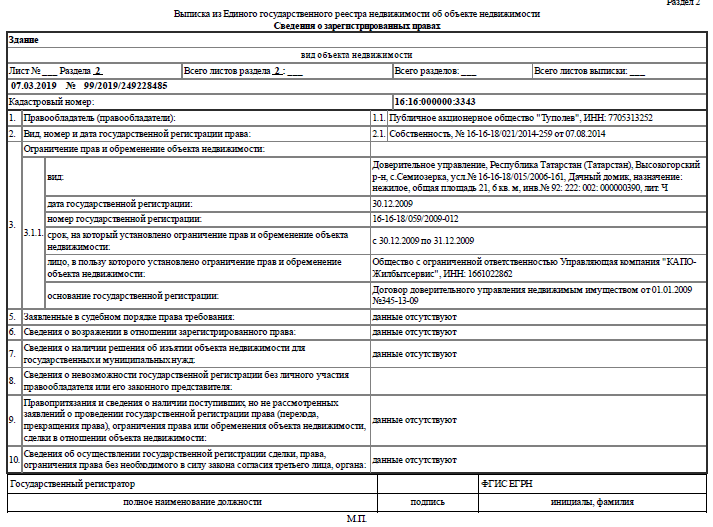 Раздел 2
Выписка из Единого государственного реестра недвижимости об объекте недвижимости
Сведения о зарегистрированных правах
Здание
вид объекта недвижимости
Лист № ___ Раздела 2 Всего листов раздела 2 : ___ Всего разделов: ___ Всего листов выписки: ___
07.03.2019 № 99/2019/249228485
Кадастровый номер: 16:16:000000:3343
1. Правообладатель (правообладатели): 1.1. Публичное акционерное общество "Туполев", ИНН: 7705313252
2. Вид, номер и дата государственной регистрации права: 2.1. Собственность, № 16-16-18/021/2014-259 от 07.08.2014
3. Ограничение прав и обременение объекта недвижимости:
3.1.1. вид:
Доверительное управление, Республика Татарстан (Татарстан), Высокогорский
р-н, с.Семиозерка, усл.№ 16-16-18/015/2006-161, Дачный домик, назначение:
нежилое, общая площадь 21, 6 кв. м, инв.№ 92: 222: 002: 000000390, лит. Ч
дата государственной регистрации: 30.12.2009
номер государственной регистрации: 16-16-18/059/2009-012
срок, на который установлено ограничение прав и обременение объекта
недвижимости:
с 30.12.2009 по 31.12.2009
лицо, в пользу которого установлено ограничение прав и обременение
объекта недвижимости:
Общество с ограниченной ответственностью Управляющая компания "КАПО-
Жилбытсервис", ИНН: 1661022862
основание государственной регистрации:
Договор доверительного управления недвижимым имуществом от 01.01.2009
№345-13-09
5. Заявленные в судебном порядке права требования: данные отсутствуют
6. Сведения о возражении в отношении зарегистрированного права: данные отсутствуют
7. Сведения о наличии решения об изъятии объекта недвижимости для
государственных и муниципальных нужд:
данные отсутствуют
8. Сведения о невозможности государственной регистрации без личного участия
правообладателя или его законного представителя:
9. Правопритязания и сведения о наличии поступивших, но не рассмотренных
заявлений о проведении государственной регистрации права (перехода,
прекращения права), ограничения права или обременения объекта недвижимости,
сделки в отношении объекта недвижимости:
данные отсутствуют
10. Сведения об осуществлении государственной регистрации сделки, права,
ограничения права без необходимого в силу закона согласия третьего лица, органа:
данные отсутствуют
Государственный регистратор ФГИС ЕГРН
полное наименование должности подпись инициалы, фамилия
М.П.